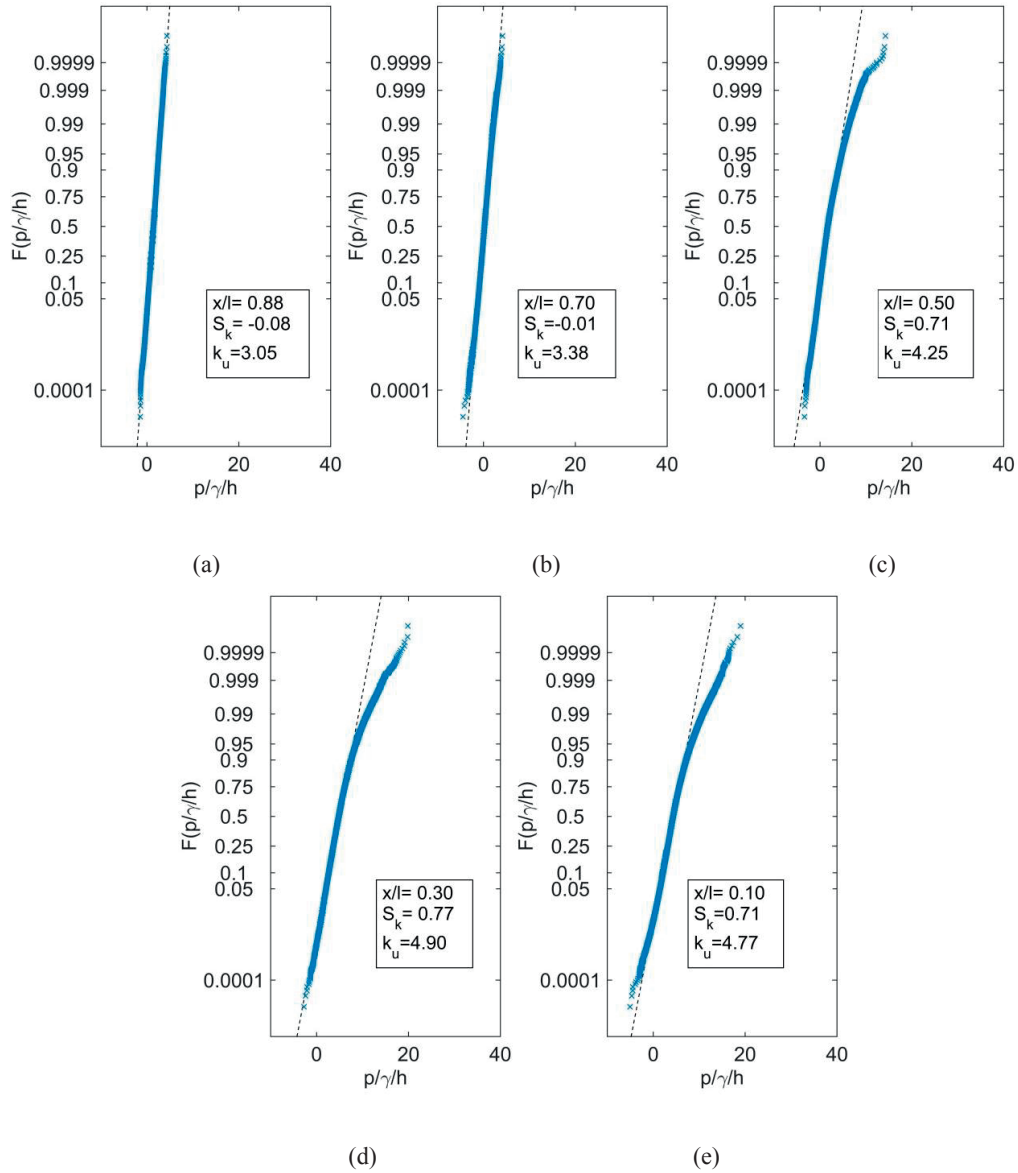 0.9999
0.999
0.99
0.95
0.9
0.75
0.5
0.25
0.1
0.05
0.0001
F(p/γ/h)
x/l= 0.88
S_k= -0.08
k_u=3.05
0 20 40
p/γ/h
(a)
0.9999
0.999
0.99
0.95
0.9
0.75
0.5
0.25
0.1
0.05
0.0001
F(p/γ/h)
x/l= 0.70
S_k=-0.01
k_u=3.38
0 20 40
p/γ/h
(b)
0.9999
0.999
0.99
0.95
0.9
0.75
0.5
0.25
0.1
0.05
0.0001
F(p/γ/h)
x/l= 0.50
S_k=0.71
k_u=4.25
0 20 40
p/γ/h
(c)
0.9999
0.999
0.99
0.95
0.9
0.75
0.5
0.25
0.1
0.05
0.0001
F(p/γ/h)
x/l= 0.30
S_k= 0.77
k_u=4.90
0 20 40
p/γ/h
(d)
0.9999
0.999
0.99
0.95
0.9
0.75
0.5
0.25
0.1
0.05
0.0001
F(p/γ/h)
x/l= 0.10
S_k=0.71
k_u=4.77
0 20 40
p/γ/h
(e)